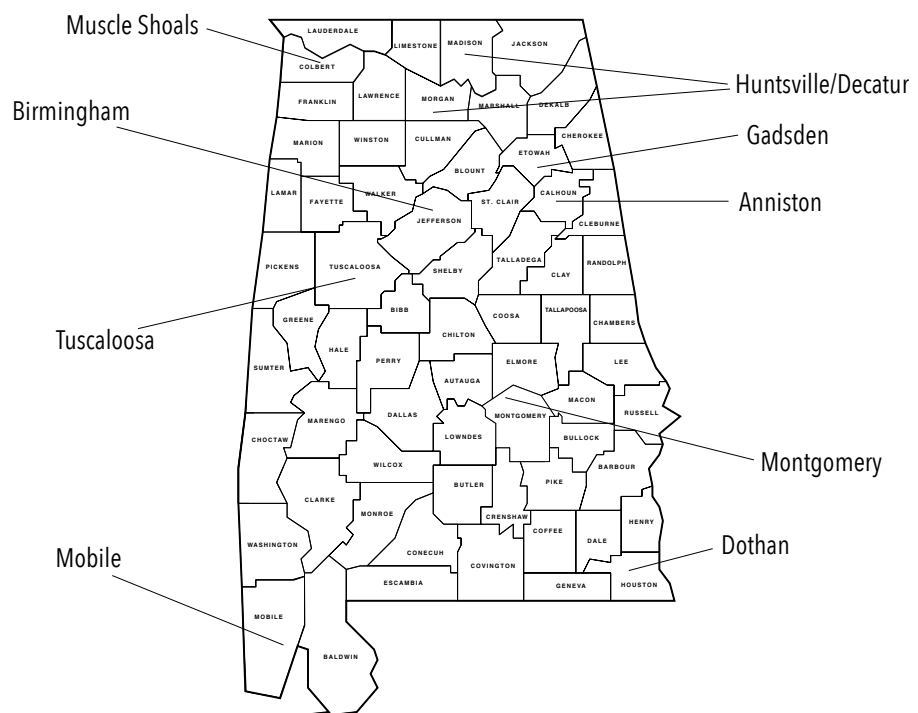 Muscle Shoals
LAUDERDALE
LIMESTONE
MADISON
JACKSON
COLBERT
Huntsville/Decatur
FRANKLIN
LAWRENCE
MORGAN
MARSHALL
DEKALB
Birmingham
CHEROKEE
Gadsden
MARION
WINSTON
CULLMAN
ETOWAH
BLOUNT
LAMAR
FAYETTE
WALKER
ST. CLAIR
CALHOUN
Anniston
JEFFERSON
CLEBURNE
PICKENS
TUSCALOOSA
SHELBY
TALLADEGA
CLAY
RANDOLPH
Tuscaloosa
GREENE
BIBB
COOSA
TALLAPOOSA
CHAMBERS
HALE
CHILTON
SUMTER
PERRY
ELMORE
LEE
AUTAUGA
MACON
MARENGO
DALLAS
MONTGOMERY
RUSSELL
CHOCTAW
LOWNDES
BULLOCK
Montgomery
WILCOX
BARBOUR
CLARKE
BUTLER
PIKE
MONROE
CRENSHAW
HENRY
COFFEE
DALE
Dothan
WASHINGTON
CONECUH
COVINGTON
Mobile
ESCAMBIA
GENEVA
HOUSTON
MOBILE
BALDWIN